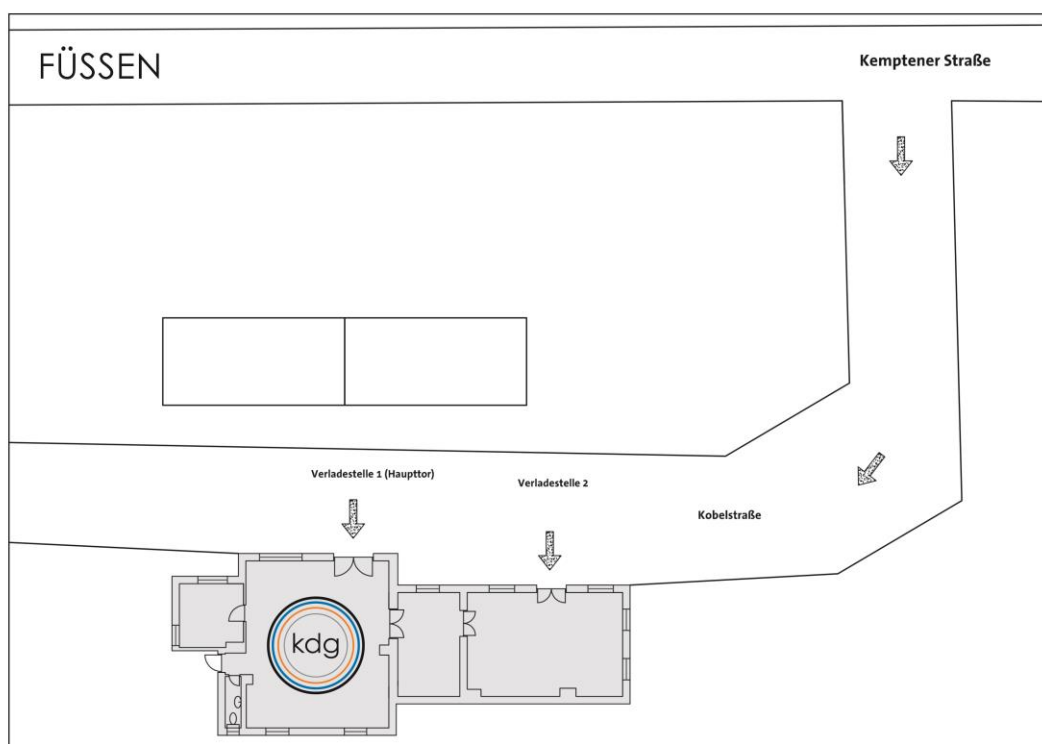 FÜSSEN
Kemptener Straße
Verladestelle 1 (Haupttor)
Verladestelle 2
Kobelstraße
kdg